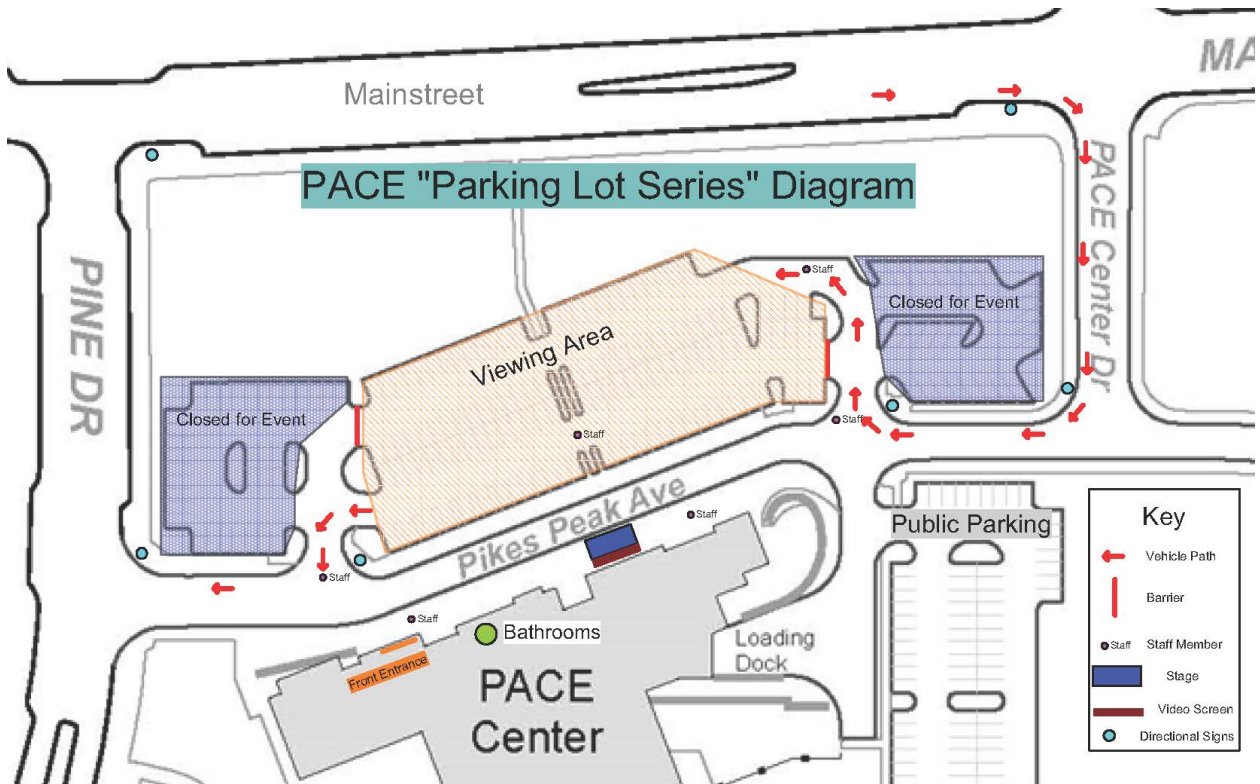 MA
Mainstreet
PACE "Parking Lot Series" Diagram
PACE Center Dr
PINE DR
Staff
Closed for Event
Viewing Area
Closed for Event
Staff
Staff
Pikes Peak Ave
Staff
Public Parking
Staff
Staff
Bathrooms
Front Entrance
Loading
Dock
PACE
Center
Key
Vehicle Path
Barrier
Staff
Staff Member
Stage
Video Screen
Directional Signs